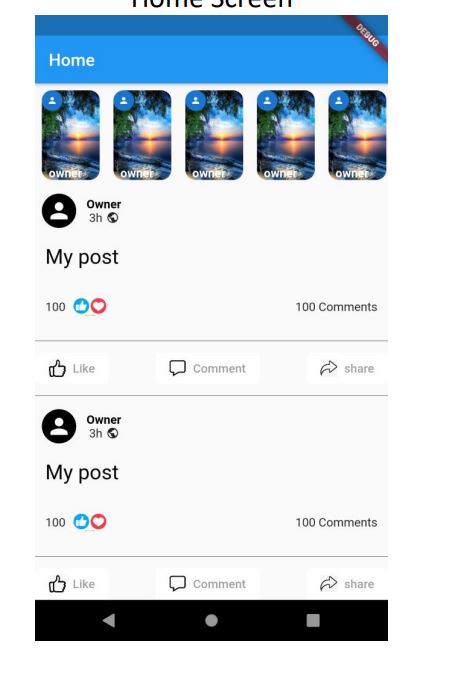 Home Screen
DEBUG
Home
owner owner owner owner owner
Owner
3h
My post
100 100 Comments
Like Comment share
Owner
3h
My post
100 100 Comments
Like Comment share